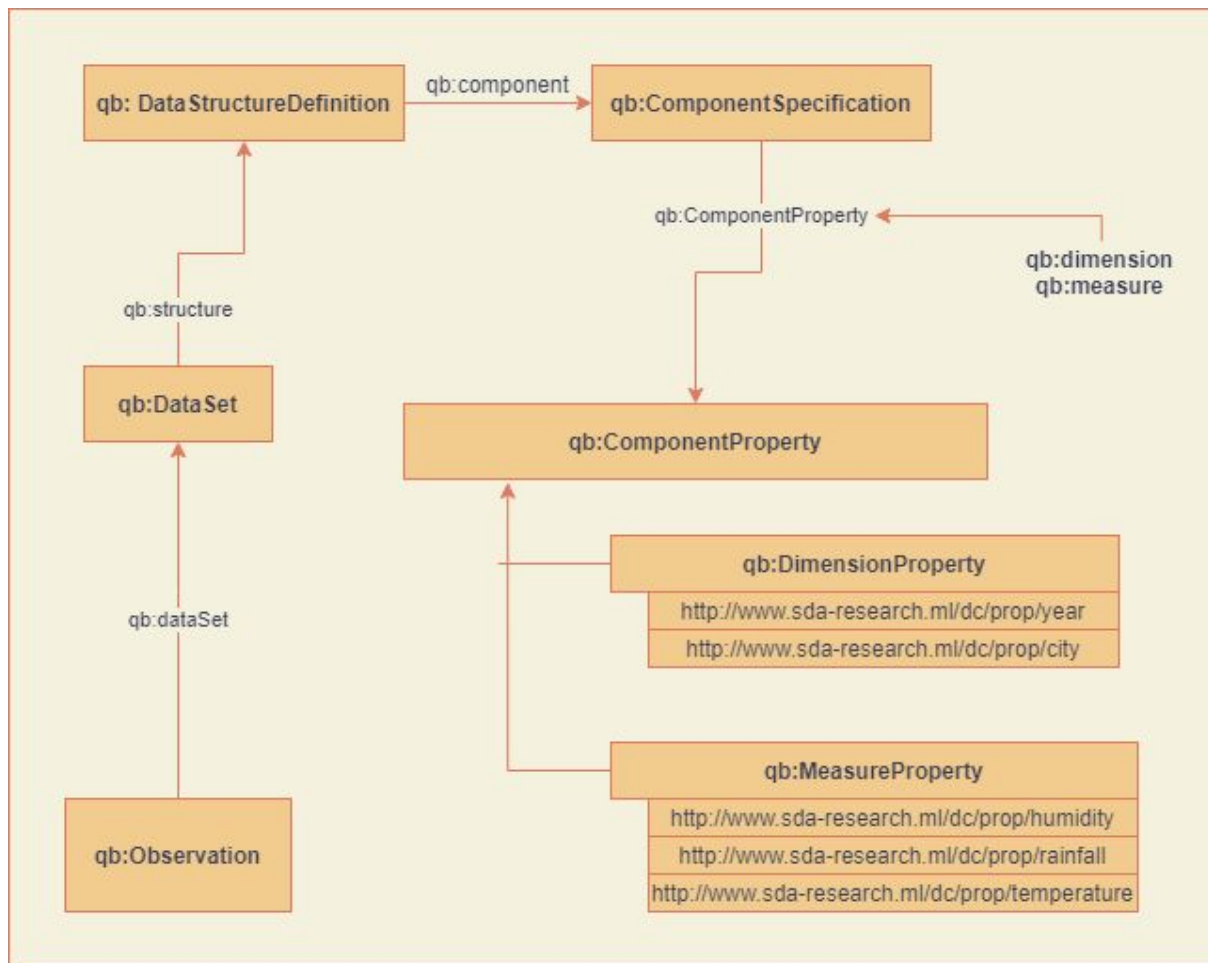 qb: DataStructureDefinition
qb:component
qb:ComponentSpecification
qb:ComponentProperty
qb:dimension
qb:measure
qb:structure
qb:DataSet
qb:ComponentProperty
qb:DimensionProperty
http://www.sda-research.ml/dc/prop/year
http://www.sda-research.ml/dc/prop/city
qb:dataSet
qb:MeasureProperty
http://www.sda-research.ml/dc/prop/humidity
http://www.sda-research.ml/dc/prop/rainfall
http://www.sda-research.ml/dc/prop/temperature
qb:Observation